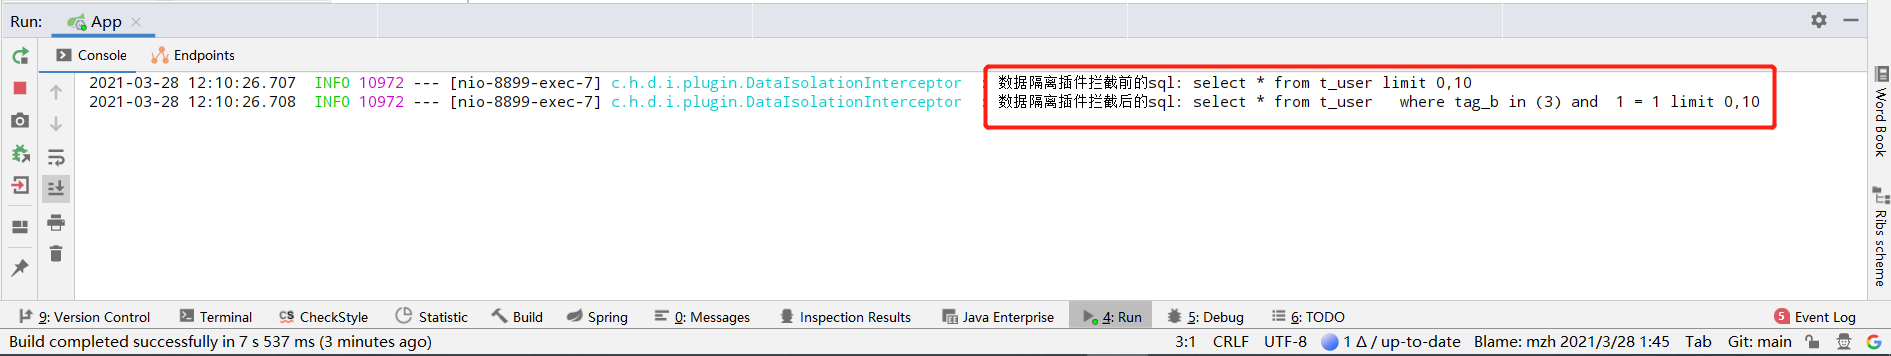 Run: App
Console Endpoints
2021-03-28 12:10:26.707 INFO 10972 --- [nio-8899-exec-7] c.h.d.i.plugin.DataIsolationInterceptor : 数据隔离插件拦截前的sql: select * from t_user limit 0,10
2021-03-28 12:10:26.708 INFO 10972 --- [nio-8899-exec-7] c.h.d.i.plugin.DataIsolationInterceptor : 数据隔离插件拦截后的sql: select * from t_user where tag_b in (3) and 1 = 1 limit 0,10
Word Book
Ribs scheme
9: Version Control Terminal CS CheckStyle Statistic Build Spring 0: Messages Inspection Results Java Enterprise 4: Run 5: Debug 6: TODO 5 Event Log
Build completed successfully in 7 s 537 ms (3 minutes ago) 3:1 CRLF UTF-8 1 Δ / up-to-date Blame: mzh 2021/3/28 1:45 Tab Git: main